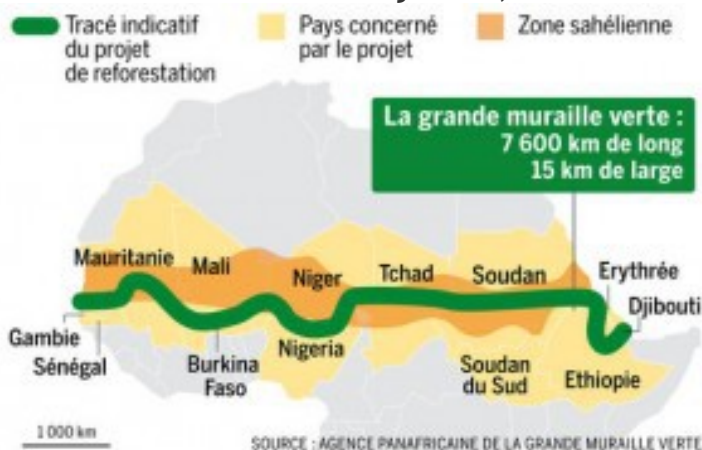 Tracé indicatif
du projet
de reforestation
Pays concerné
par le projet
Zone sahélienne
La grande muraille verte :
7 600 km de long
15 km de large
Mauritanie
Mali
Niger
Tchad
Soudan
Erythrée
Djibouti
Gambie
Sénégal
Burkina
Faso
Nigeria
Soudan
du Sud
Ethiopie
1 000 km
SOURCE : AGENCE PANAFRICAINE DE LA GRANDE MURAILLE VERTE